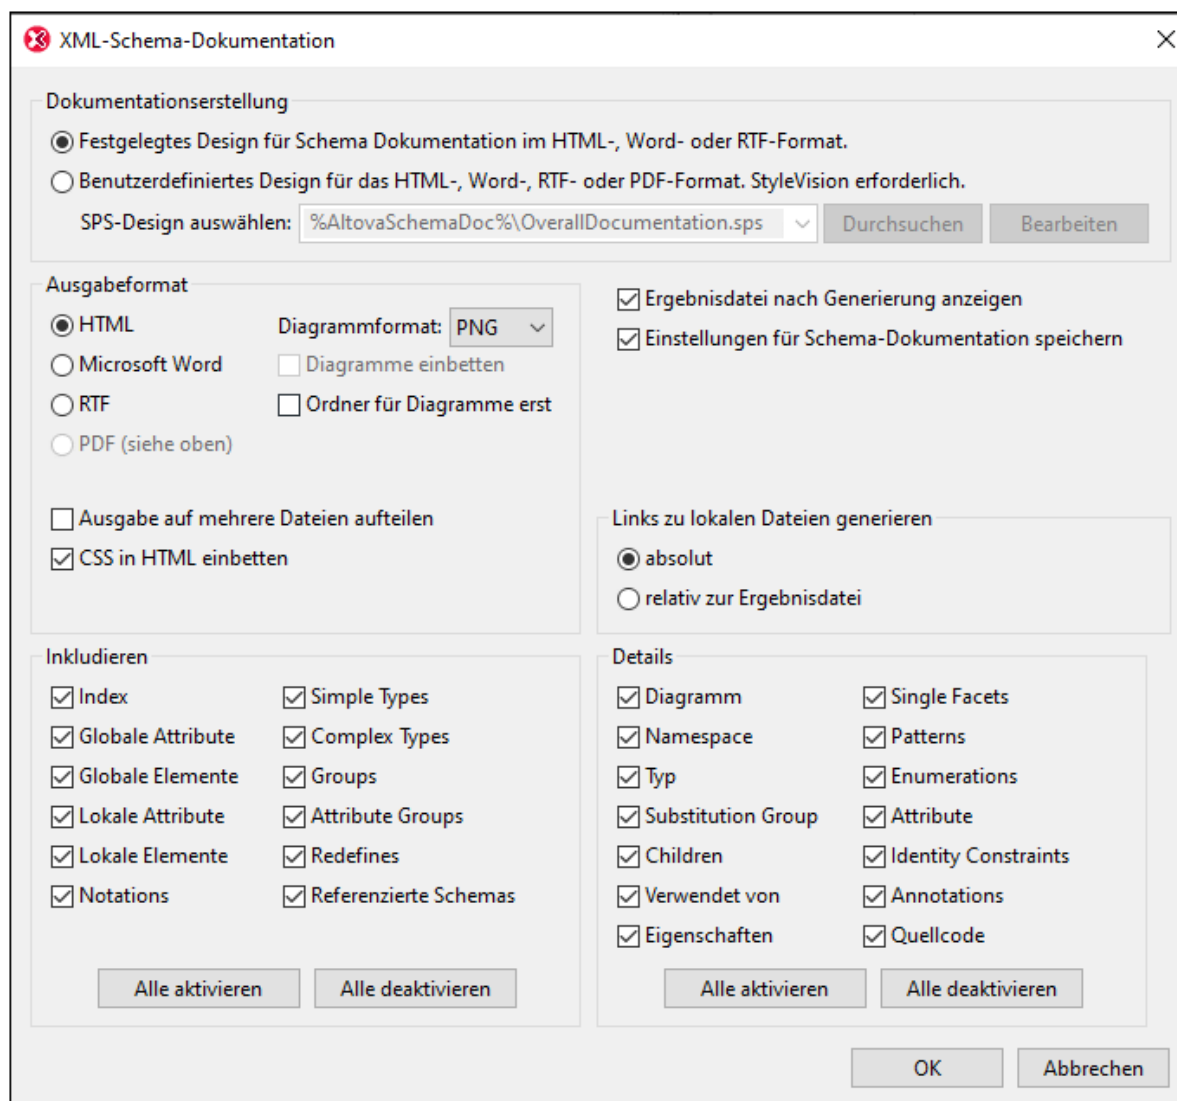 XML-Schema-Dokumentation
Dokumentationserstellung
Festgelegtes Design für Schema Dokumentation im HTML-, Word- oder RTF-Format.
Benutzerdefiniertes Design für das HTML-, Word-, RTF- oder PDF-Format. StyleVision erforderlich.
SPS-Design auswählen: %AltovaSchemaDoc%\OverallDocumentation.sps Durchsuchen Bearbeiten
Ausgabeformat
HTML Diagrammformat: PNG
Microsoft Word Diagramme einbetten
RTF Ordner für Diagramme erst
PDF (siehe oben)
Ausgabe auf mehrere Dateien aufteilen
CSS in HTML einbetten
Ergebnisdatei nach Generierung anzeigen
Einstellungen für Schema-Dokumentation speichern
Links zu lokalen Dateien generieren
absolut
relativ zur Ergebnisdatei
Inkludieren
Index Simple Types
Globale Attribute Complex Types
Globale Elemente Groups
Lokale Attribute Attribute Groups
Lokale Elemente Redefines
Notations Referenzierte Schemas
Alle aktivieren Alle deaktivieren
Details
Diagramm Single Facets
Namespace Patterns
Typ Enumerations
Substitution Group Attribute
Children Identity Constraints
Verwendet von Annotations
Eigenschaften Quellcode
Alle aktivieren Alle deaktivieren
OK Abbrechen